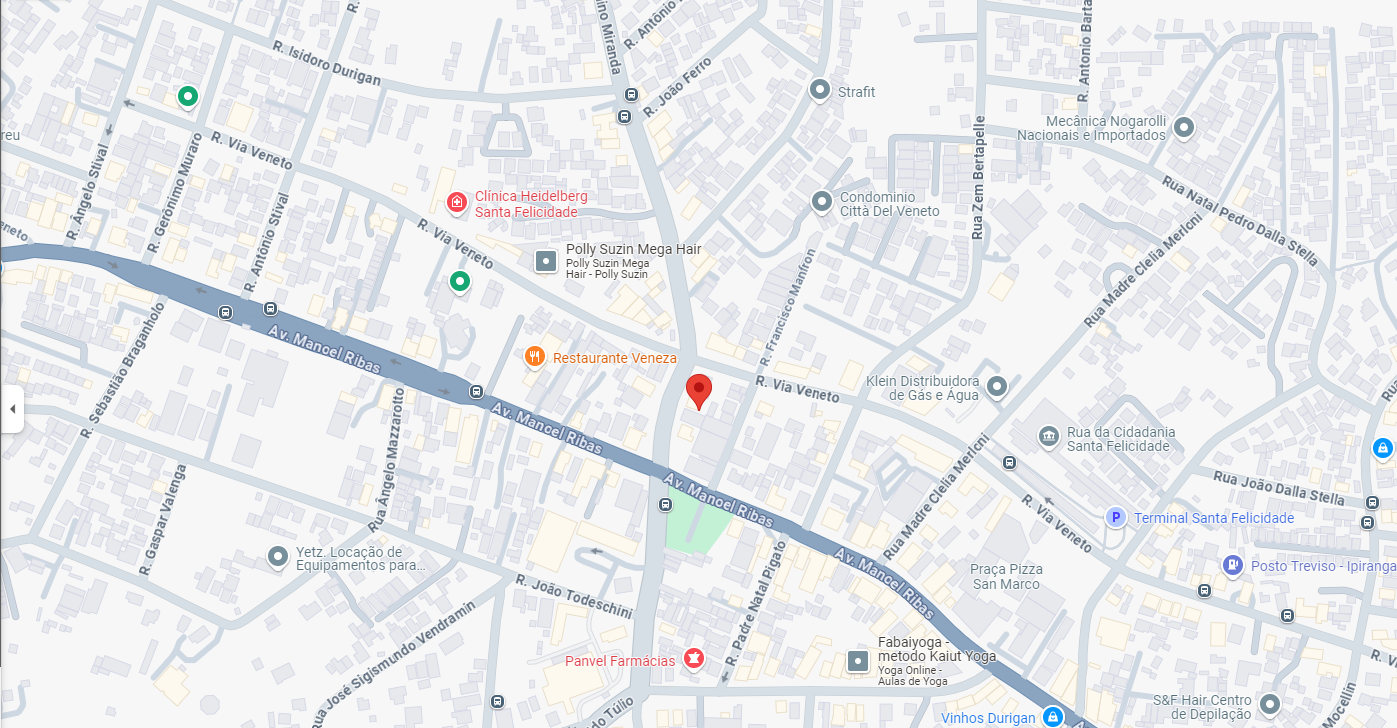 R. Isidoro Durigan
R. João Ferro
R. Antonio Barta
Strafit
Mecânica Nogarolli
Nacionais e Importados
R. Via Veneto
R. Ângelo Stival
R. Gerônimo Muraro
R. Antônio Stival
Rua Zem Bertapelle
Rua Natal Pedro Dalla Stella
Clínica Heidelberg
Santa Felicidade
Condominio
Città Del Veneto
R. Via Veneto
Polly Suzin Mega Hair
Polly Suzin Mega
Hair - Polly Suzin
R. Francisco Manfron
Rua Madre Clelia Merloni
Av. Manoel Ribas
R. Sebastião Braganholo
Restaurante Veneza
R. Via Veneto
Klein Distribuidora
de Gás e Água
Av. Manoel Ribas
Rua Ângelo Mazzarotto
Rua da Cidadania
Santa Felicidade
R. Gaspar Valenga
Av. Manoel Ribas
Rua Madre Clelia Merloni
R. Via Veneto
Rua João Dalla Stella
Terminal Santa Felicidade
P
Yetz. Locação de
Equipamentos para...
Av. Manoel Ribas
Praça Pizza
San Marco
Posto Treviso - Ipiranga
R. João Todeschini
R. Padre Natal Pigato
Rua José Sigismundo Vendramin
Panvel Farmácias
Fabaiyoga -
metodo Kaiut Yoga
Yoga Online -
Aulas de Yoga
S&F Hair Centro
de Depilação
Vinhos Durigan